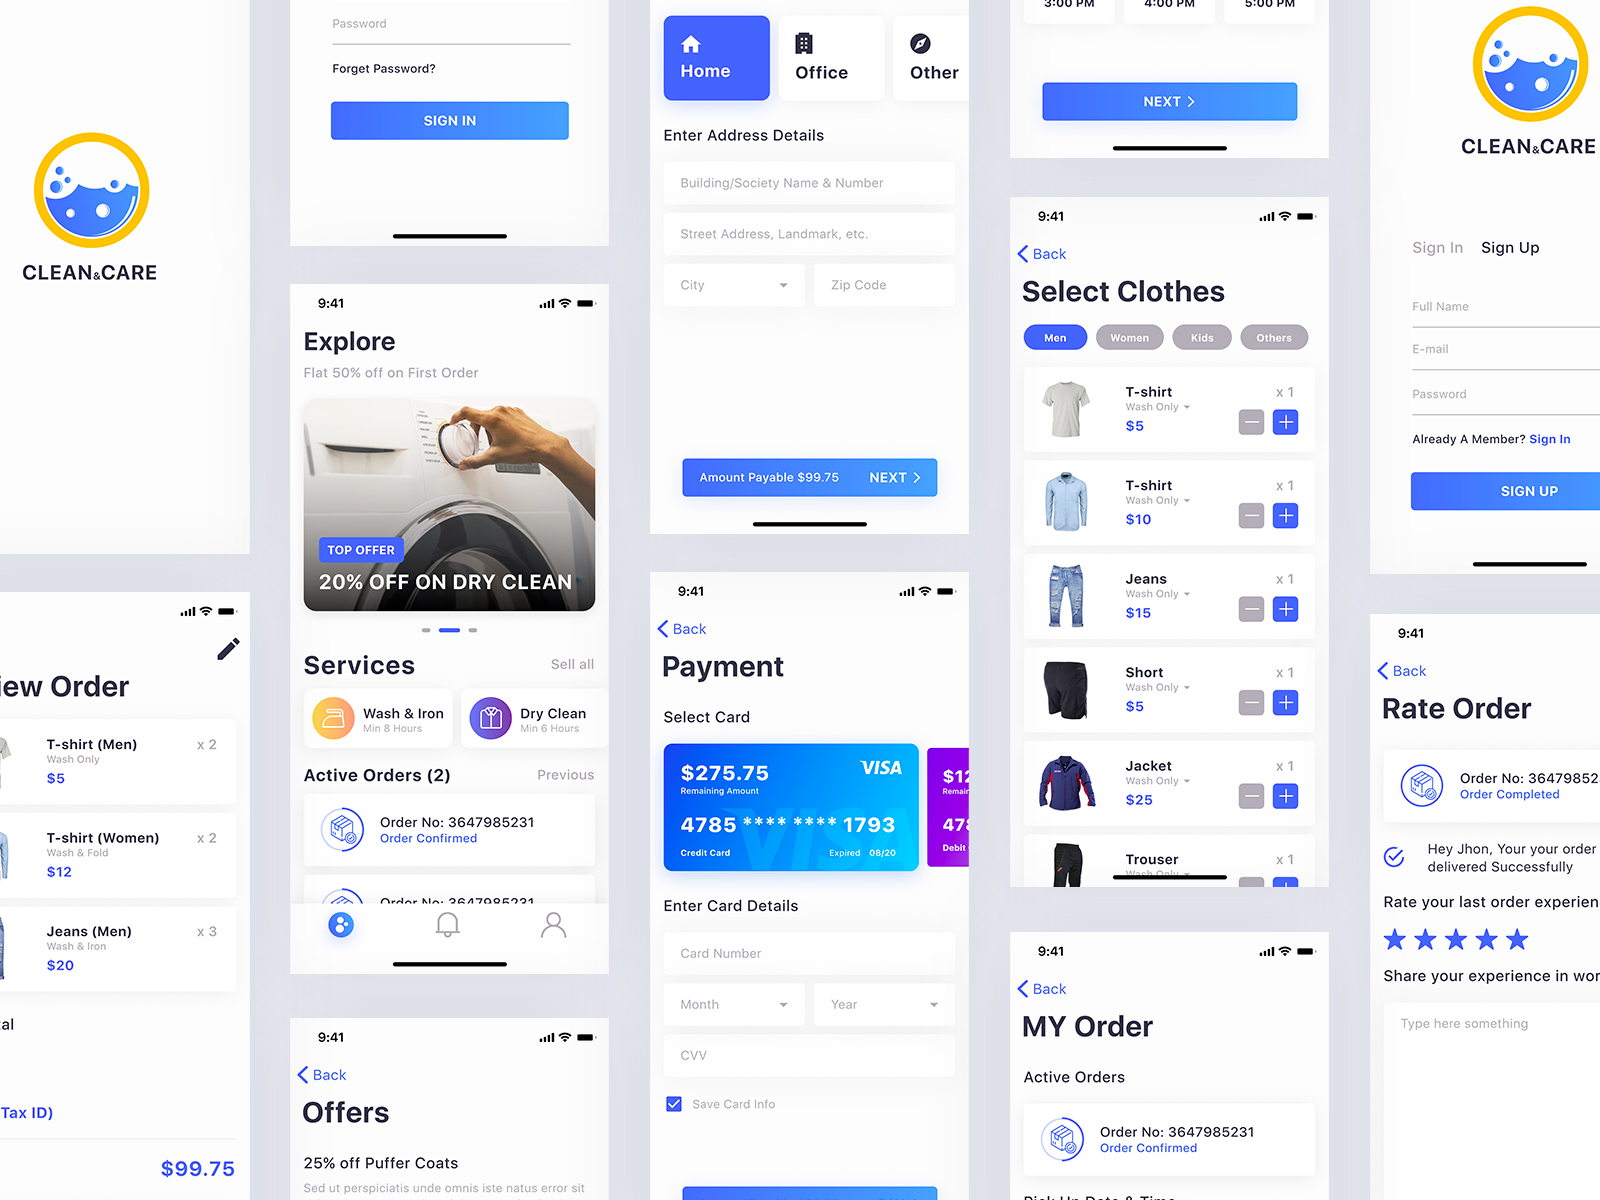 CLEAN&CARE
iew Order
T-shirt (Men)
x 2
Wash Only
$5
T-shirt (Women)
x 2
Wash & Fold
$12
Jeans (Men)
x 3
Wash & Iron
$20
tal
Tax ID)
$99.75
Password
Forget Password?
SIGN IN
9:41
Explore
Flat 50% off on First Order
TOP OFFER
20% OFF ON DRY CLEAN
Services
Sell all
Wash & Iron
Min 8 Hours
Dry Clean
Min 6 Hours
Active Orders (2)
Previous
Order No: 3647985231
Order Confirmed
Order No: 3647985231
9:41
Back
Offers
25% off Puffer Coats
Sed ut perspiciatis unde omnis iste natus error sit
Home
Office
Other
Enter Address Details
Building/Society Name & Number
Street Address, Landmark, etc.
City
Zip Code
Amount Payable $99.75
NEXT
9:41
Back
Payment
Select Card
$275.75
VISA
Remaining Amount
VISA
4785 **** **** 1793
Credit Card
Expired 08/20
$12
Remain
478
Debit
Enter Card Details
Card Number
Month
Year
CVV
Save Card Info
3:00 PM
4:00 PM
5:00 PM
NEXT
9:41
Back
Select Clothes
Men
Women
Kids
Others
T-shirt
x 1
Wash Only
$5
T-shirt
x 1
Wash Only
$10
Jeans
x 1
Wash Only
$15
Short
x 1
Wash Only
$5
Jacket
x 1
Wash Only
$25
Trouser
x 1
Wash Only
9:41
Back
MY Order
Active Orders
Order No: 3647985231
Order Confirmed
Pick Up Date & Time
CLEAN&CARE
Sign In
Sign Up
Full Name
E-mail
Password
Already A Member? Sign In
SIGN UP
9:41
Back
Rate Order
Order No: 36479852
Order Completed
Hey Jhon, Your your order
delivered Successfully
Rate your last order experien
Share your experience in wor
Type here something